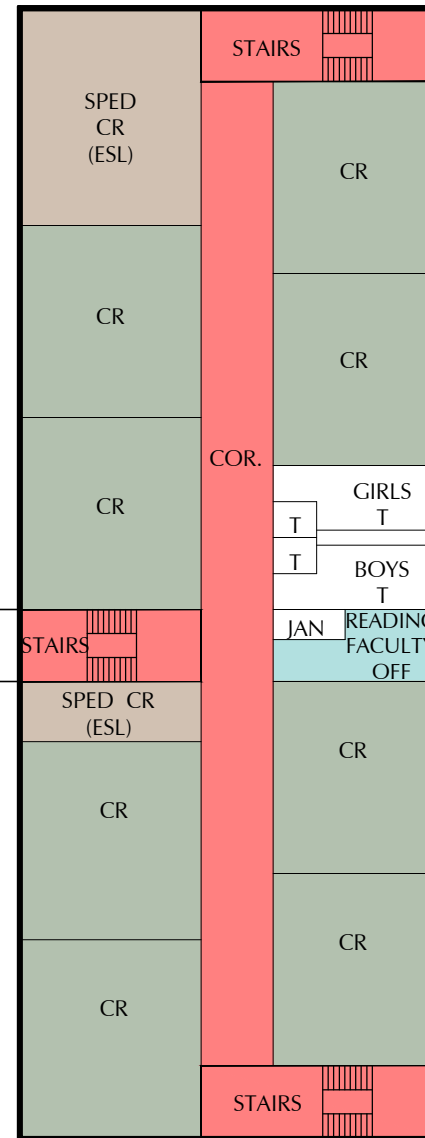 STAIRS
SPED
CR
(ESL)
CR
CR
CR
CR
COR.
GIRLS
T
T
T
BOYS
T
JAN
READING
FACULTY
OFF
STAIRS
SPED CR
(ESL)
CR
CR
CR
CR
STAIRS